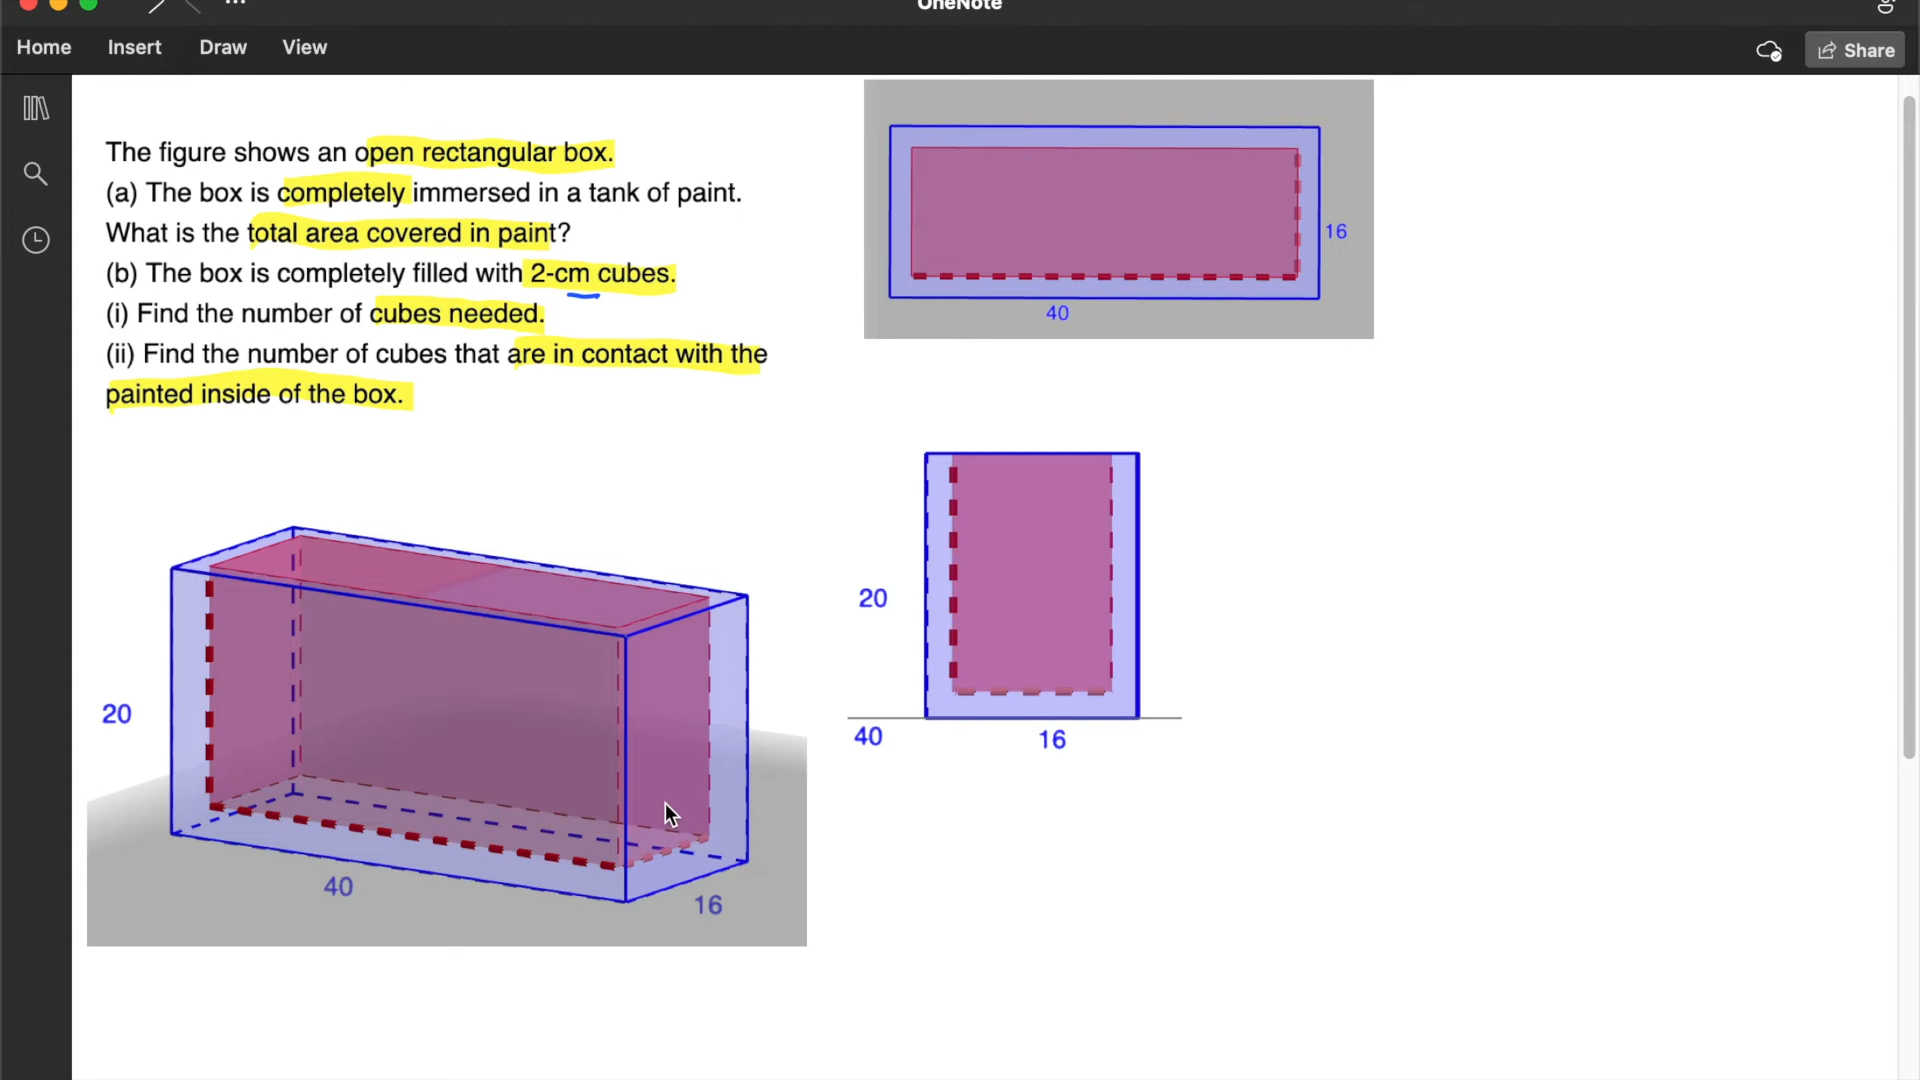 OneNote
Home Insert Draw View Share
The figure shows an open rectangular box.
(a) The box is completely immersed in a tank of paint.
What is the total area covered in paint?
(b) The box is completely filled with 2-cm cubes.
(i) Find the number of cubes needed.
(ii) Find the number of cubes that are in contact with the
painted inside of the box.
16
40
20
40 16
20
40
16